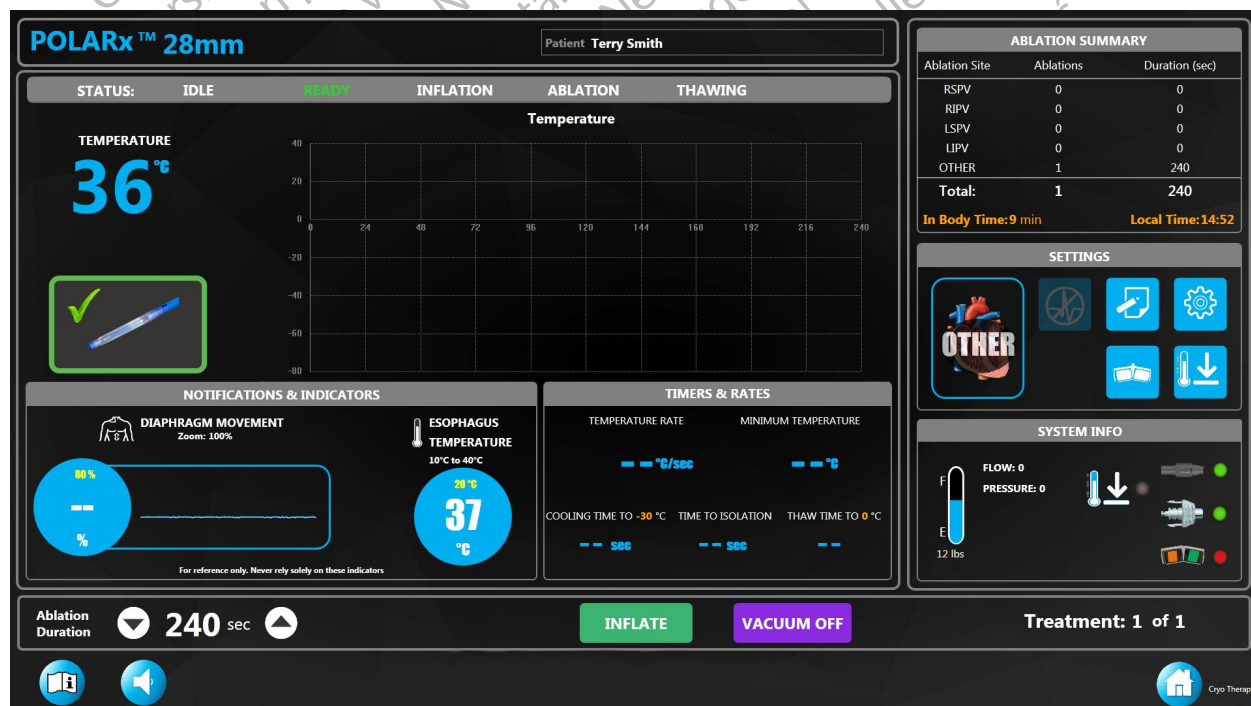 POLARx™ 28mm
Patient Terry Smith
STATUS: IDLE READY INFLATION ABLATION THAWING
TEMPERATURE
36°C
Temperature
40
20
0
0 24 48 72 96 120 144 168 192 216 240
-20
-40
-60
-80
NOTIFICATIONS & INDICATORS
DIAPHRAGM MOVEMENT
Zoom: 100%
80 %
--
%
ESOPHAGUS
TEMPERATURE
10°C to 40°C
20 °C
37
°C
For reference only. Never rely solely on these indicators
TIMERS & RATES
TEMPERATURE RATE MINIMUM TEMPERATURE
-- °C/sec -- °C
COOLING TIME TO -30 °C TIME TO ISOLATION THAW TIME TO 0 °C
-- sec -- sec --
ABLATION SUMMARY
Ablation Site Ablations Duration (sec)
RSPV 0 0
RIPV 0 0
LSPV 0 0
LIPV 0 0
OTHER 1 240
Total: 1 240
In Body Time: 9 min Local Time: 14:52
SETTINGS
OTHER
SYSTEM INFO
F
E
12 lbs
FLOW: 0
PRESSURE: 0
Ablation
Duration
240 sec
INFLATE
VACUUM OFF
Treatment: 1 of 1
i